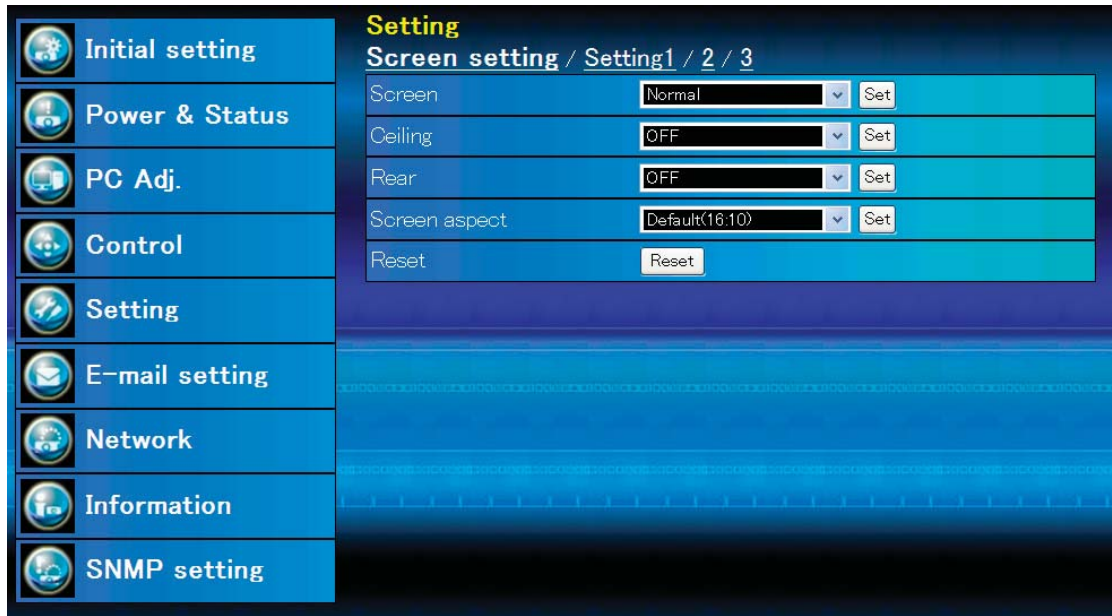 Initial setting
Power & Status
PC Adj.
Control
Setting
E-mail setting
Network
Information
SNMP setting
Setting
Screen setting / Setting1 / 2 / 3
Screen Normal Set
Ceiling OFF Set
Rear OFF Set
Screen aspect Default(16:10) Set
Reset Reset